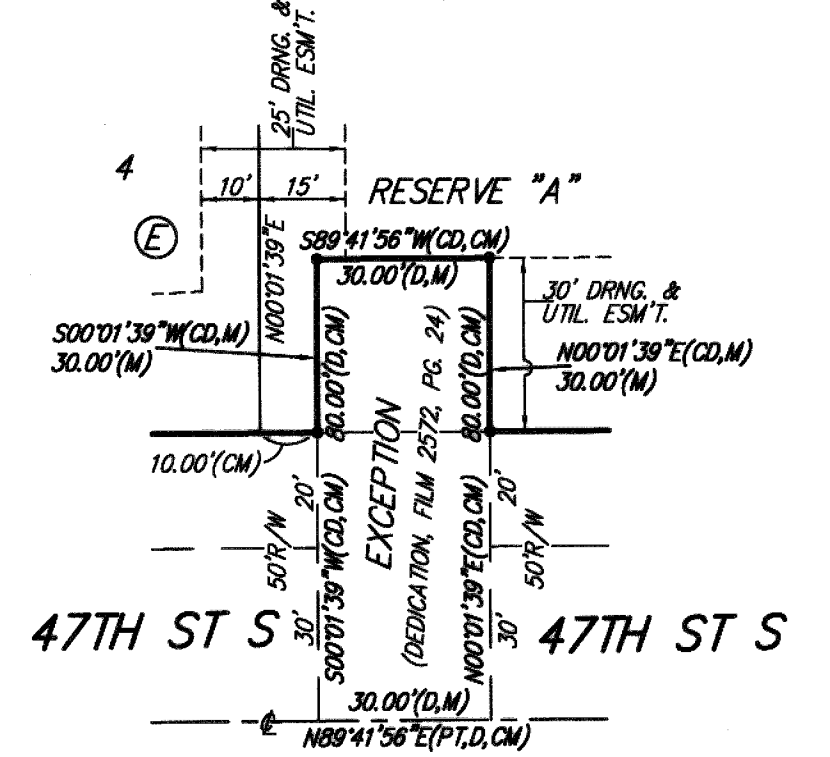 25' DRNG. &
UTIL. ESM'T.
4
10'
15'
RESERVE "A"
E
N00°01'39"E
S89°41'56"W(CD,CM)
30.00'(D,M)
30' DRNG. &
UTIL. ESM'T.
S00°01'39"W(CD,M)
30.00'(M)
80.00'(D,CM)
80.00'(D,CM)
N00°01'39"E(CD,M)
30.00'(M)
EXCEPTION
(DEDICATION, FILM 2572, PG. 24)
10.00'(CM)
20'
20'
50'R/W
50'R/W
S00°01'39"W(CD,CM)
N00°01'39"E(CD,CM)
47TH ST S
30'
30'
47TH ST S
30.00'(D,M)
℄
N89°41'56"E(PT,D,CM)